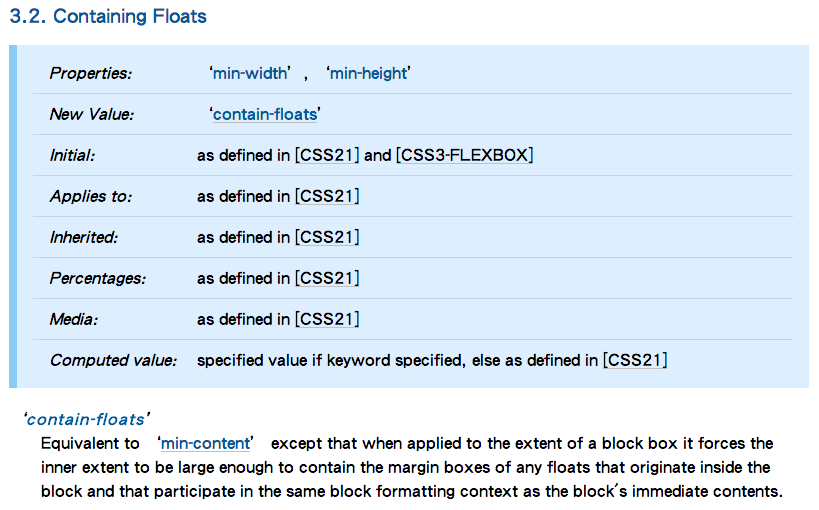 3.2. Containing Floats
Properties: ‘min-width’ , ‘min-height’
New Value: ‘contain-floats’
Initial: as defined in [CSS21] and [CSS3-FLEXBOX]
Applies to: as defined in [CSS21]
Inherited: as defined in [CSS21]
Percentages: as defined in [CSS21]
Media: as defined in [CSS21]
Computed value: specified value if keyword specified, else as defined in [CSS21]
‘contain-floats’
Equivalent to ‘min-content’ except that when applied to the extent of a block box it forces the
inner extent to be large enough to contain the margin boxes of any floats that originate inside the
block and that participate in the same block formatting context as the block's immediate contents.